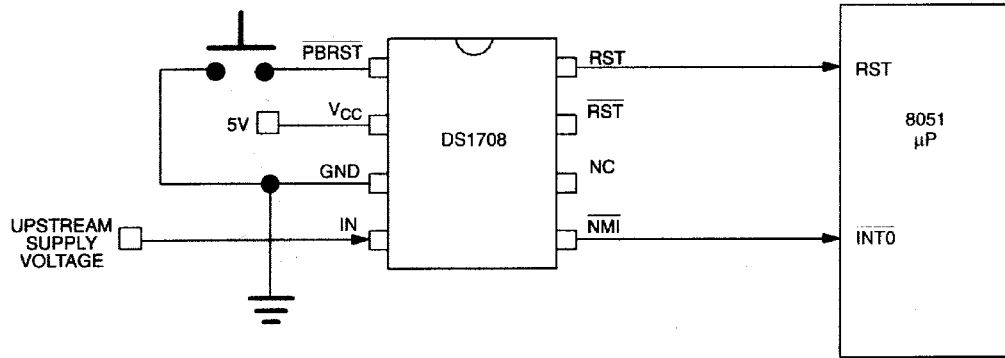 PBRST
RST
RST
5V
VCC
RST
DS1708
8051
µP
GND
NC
UPSTREAM
SUPPLY
VOLTAGE
IN
NMI
INT0